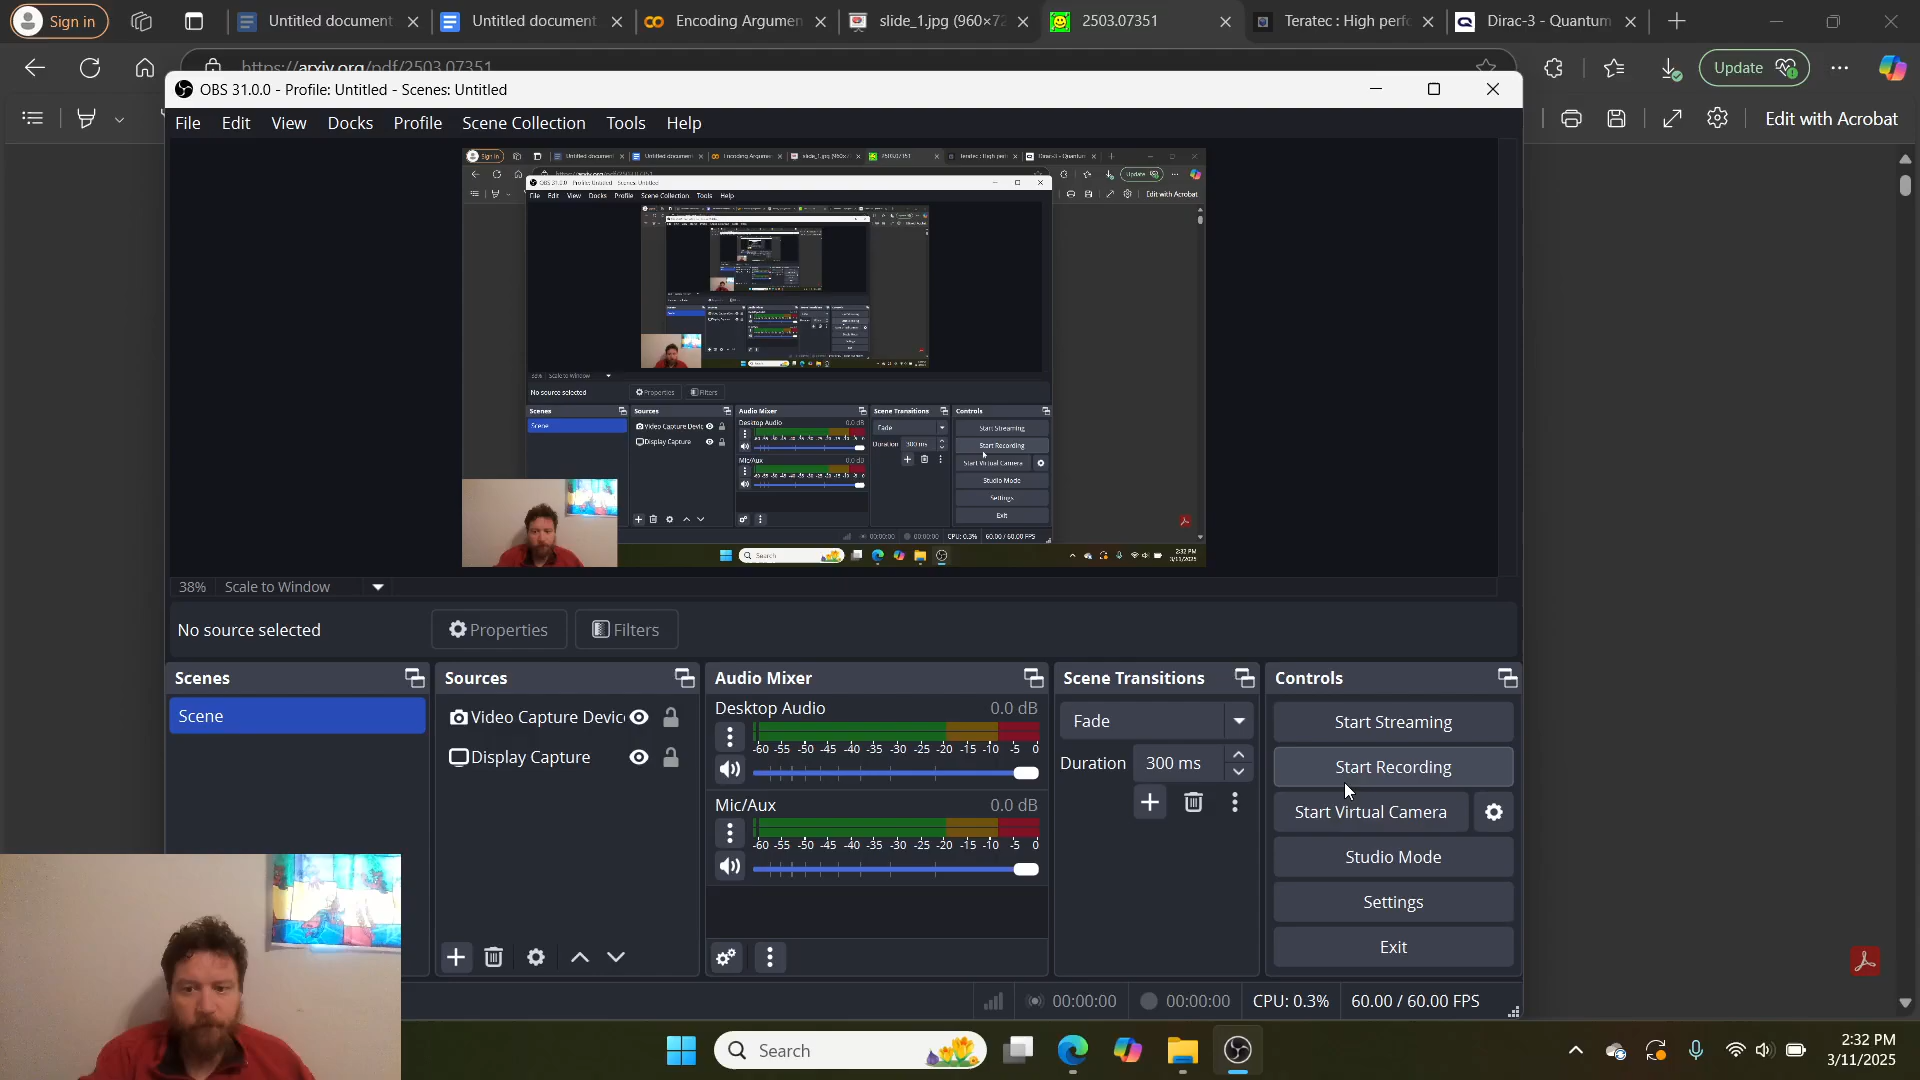 Sign in
Untitled document
Untitled document
Encoding Argumen
slide_1.jpg (960×72
2503.07351
Teratec : High perfo
Dirac-3 - Quantum
https://arxiv.org/pdf/2503.07351
Update
Edit with Acrobat
OBS 31.0.0 - Profile: Untitled - Scenes: Untitled
File Edit View Docks Profile Scene Collection Tools Help
38% Scale to Window
No source selected
Properties
Filters
Scenes
Scene
Sources
Video Capture Devic
Display Capture
Audio Mixer
Desktop Audio 0.0 dB
-60 -55 -50 -45 -40 -35 -30 -25 -20 -15 -10 -5 0
Mic/Aux 0.0 dB
-60 -55 -50 -45 -40 -35 -30 -25 -20 -15 -10 -5 0
Scene Transitions
Fade
Duration 300 ms
Controls
Start Streaming
Start Recording
Start Virtual Camera
Studio Mode
Settings
Exit
00:00:00
00:00:00
CPU: 0.3%
60.00 / 60.00 FPS
Search
2:32 PM
3/11/2025